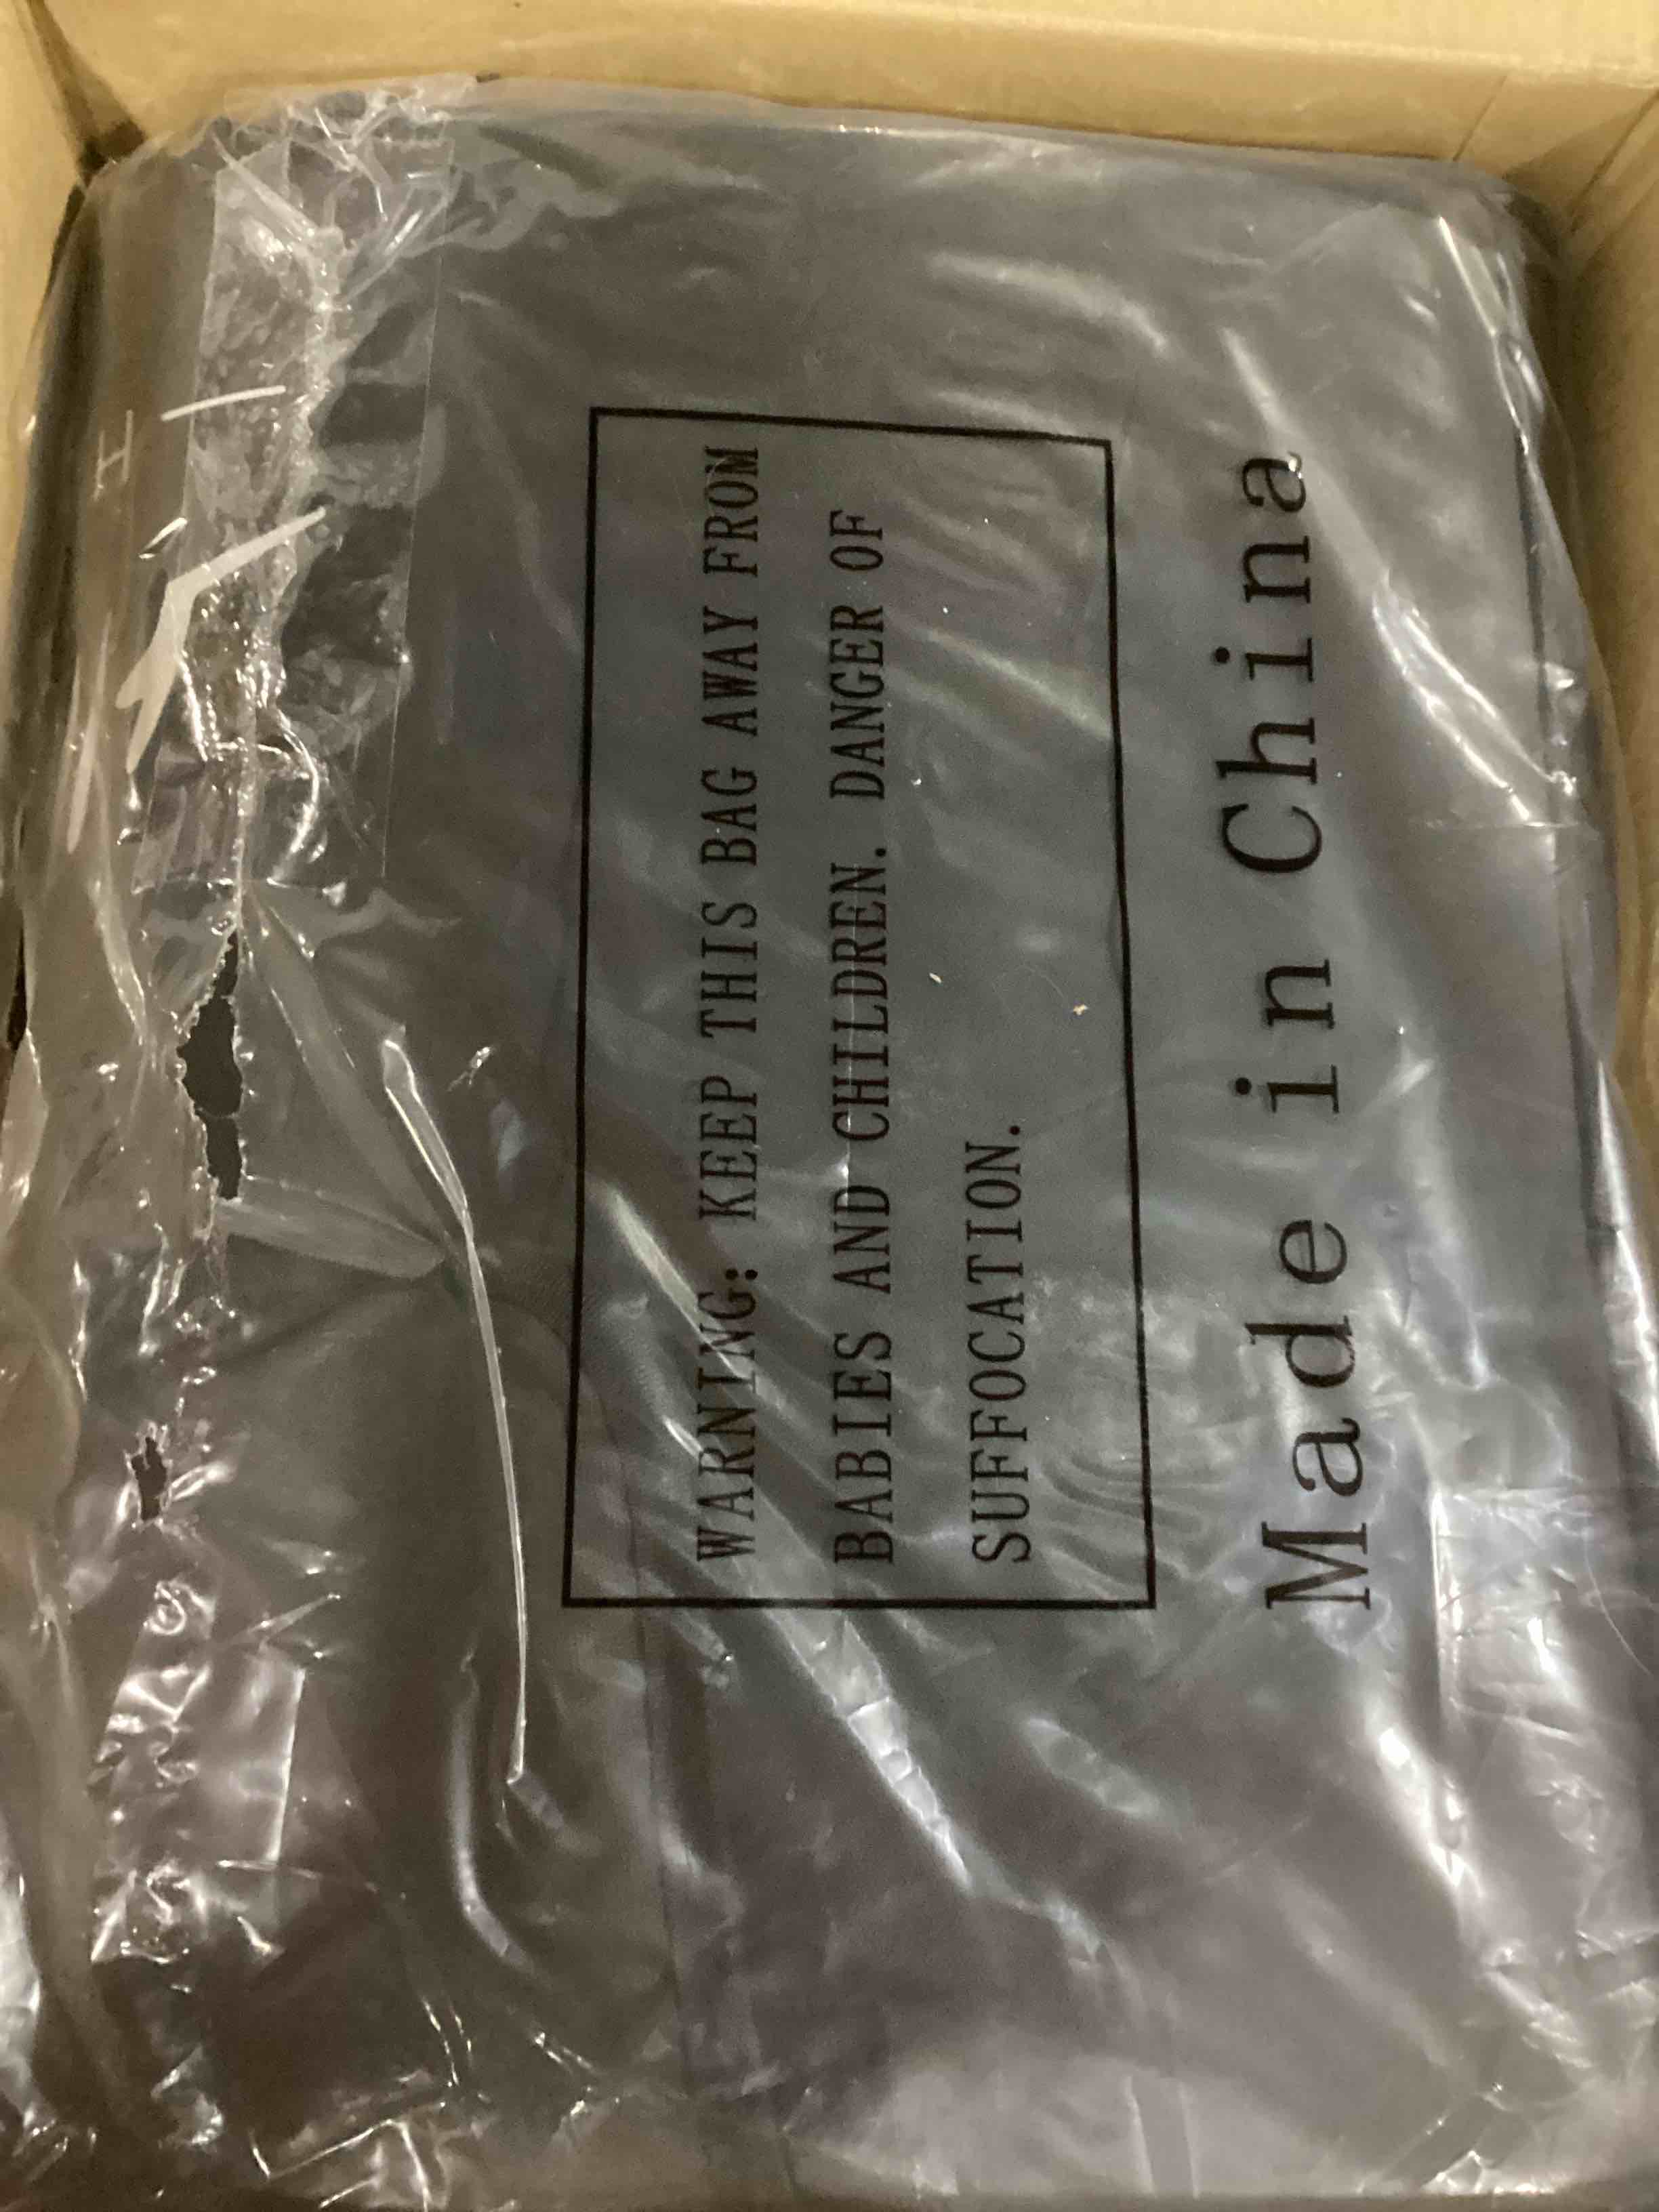 WARNING: KEEP THIS BAG AWAY FROM
BABIES AND CHILDREN. DANGER OF
SUFFOCATION.
Made in China